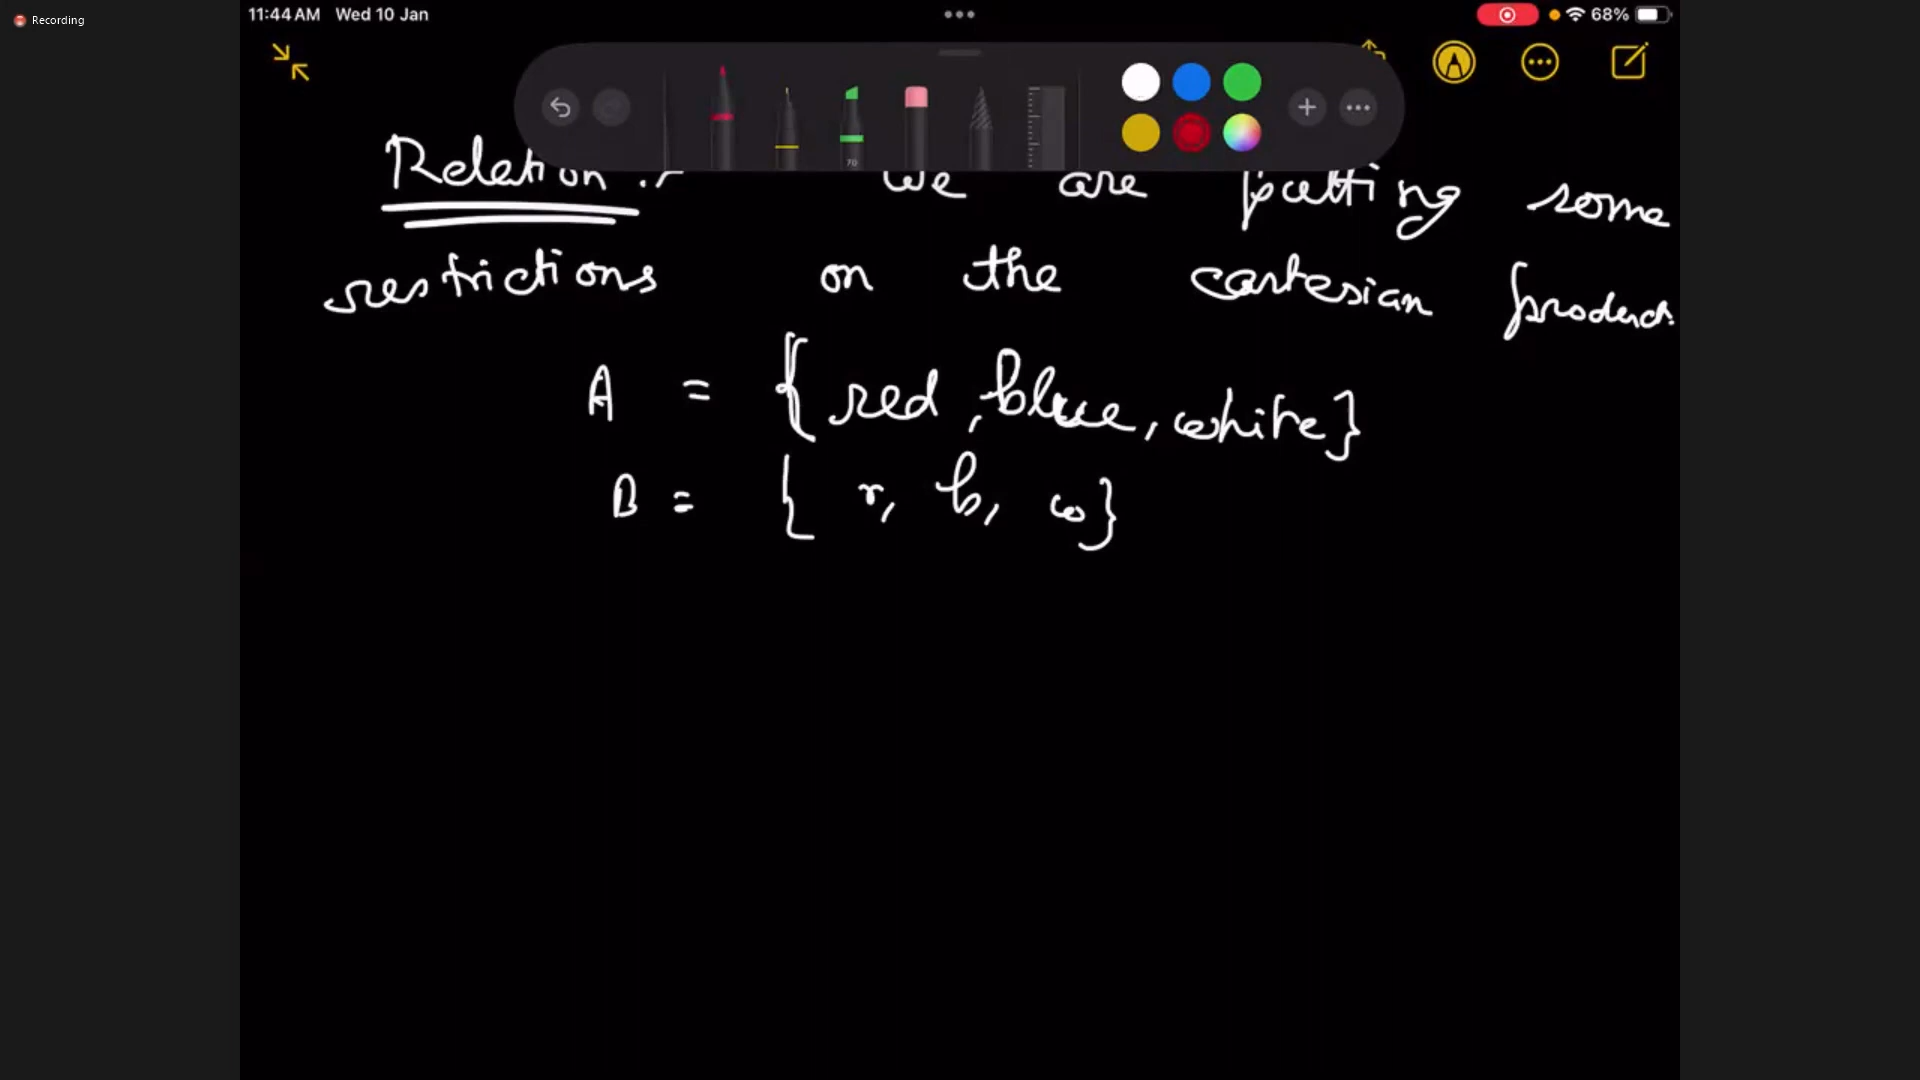 Recording
11:44 AM Wed 10 Jan
68%
70
Relation :- we are putting some
restrictions on the cartesian product.
A = {red, blue, white}
B = { r, b, w}